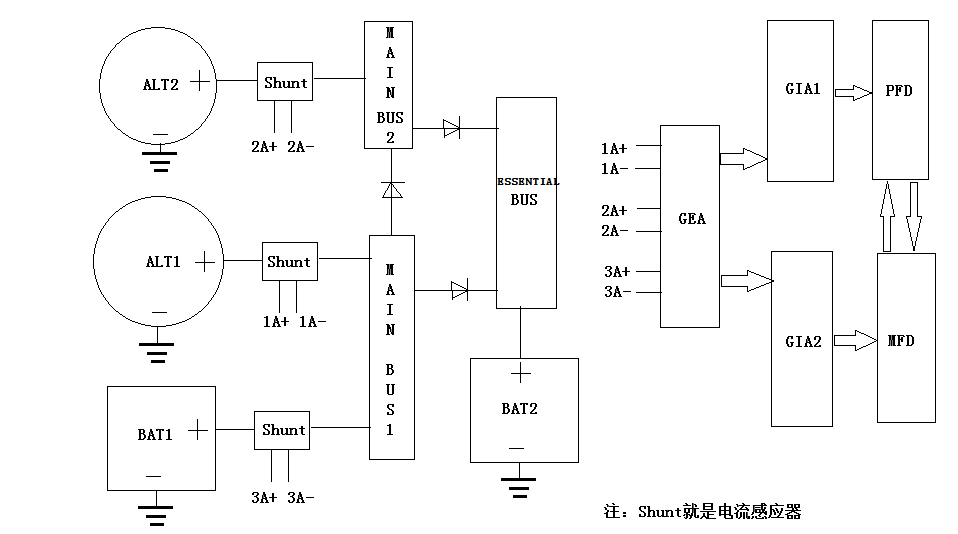 ALT2
Shunt
2A+ 2A-
MAIN
BUS
2
ALT1
Shunt
1A+ 1A-
MAIN BUS1
BAT1
Shunt
3A+ 3A-
ESSENTIAL
BUS
BAT2
1A+
1A-
2A+
2A-
3A+
3A-
GEA
GIA1
PFD
GIA2
MFD
注：Shunt就是电流感应器